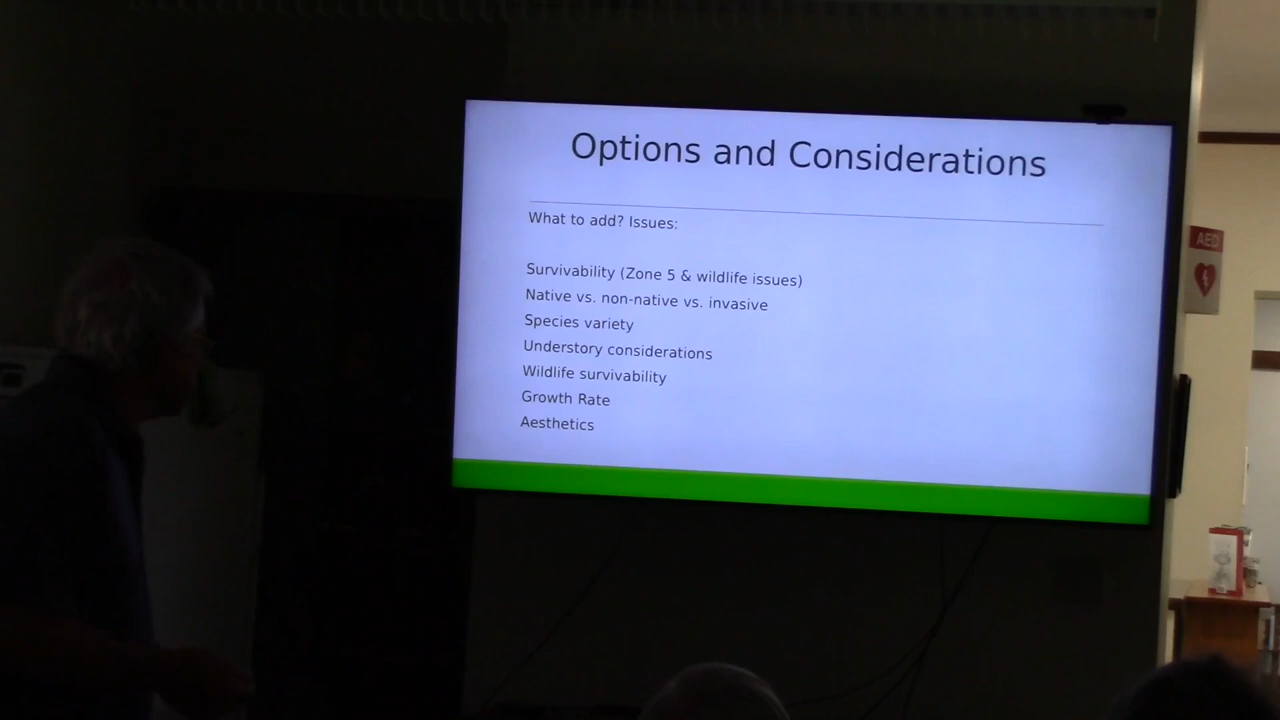 Options and Considerations
What to add? Issues:
Survivability (Zone 5 & wildlife issues)
Native vs. non-native vs. invasive
Species variety
Understory considerations
Wildlife survivability
Growth Rate
Aesthetics
AED